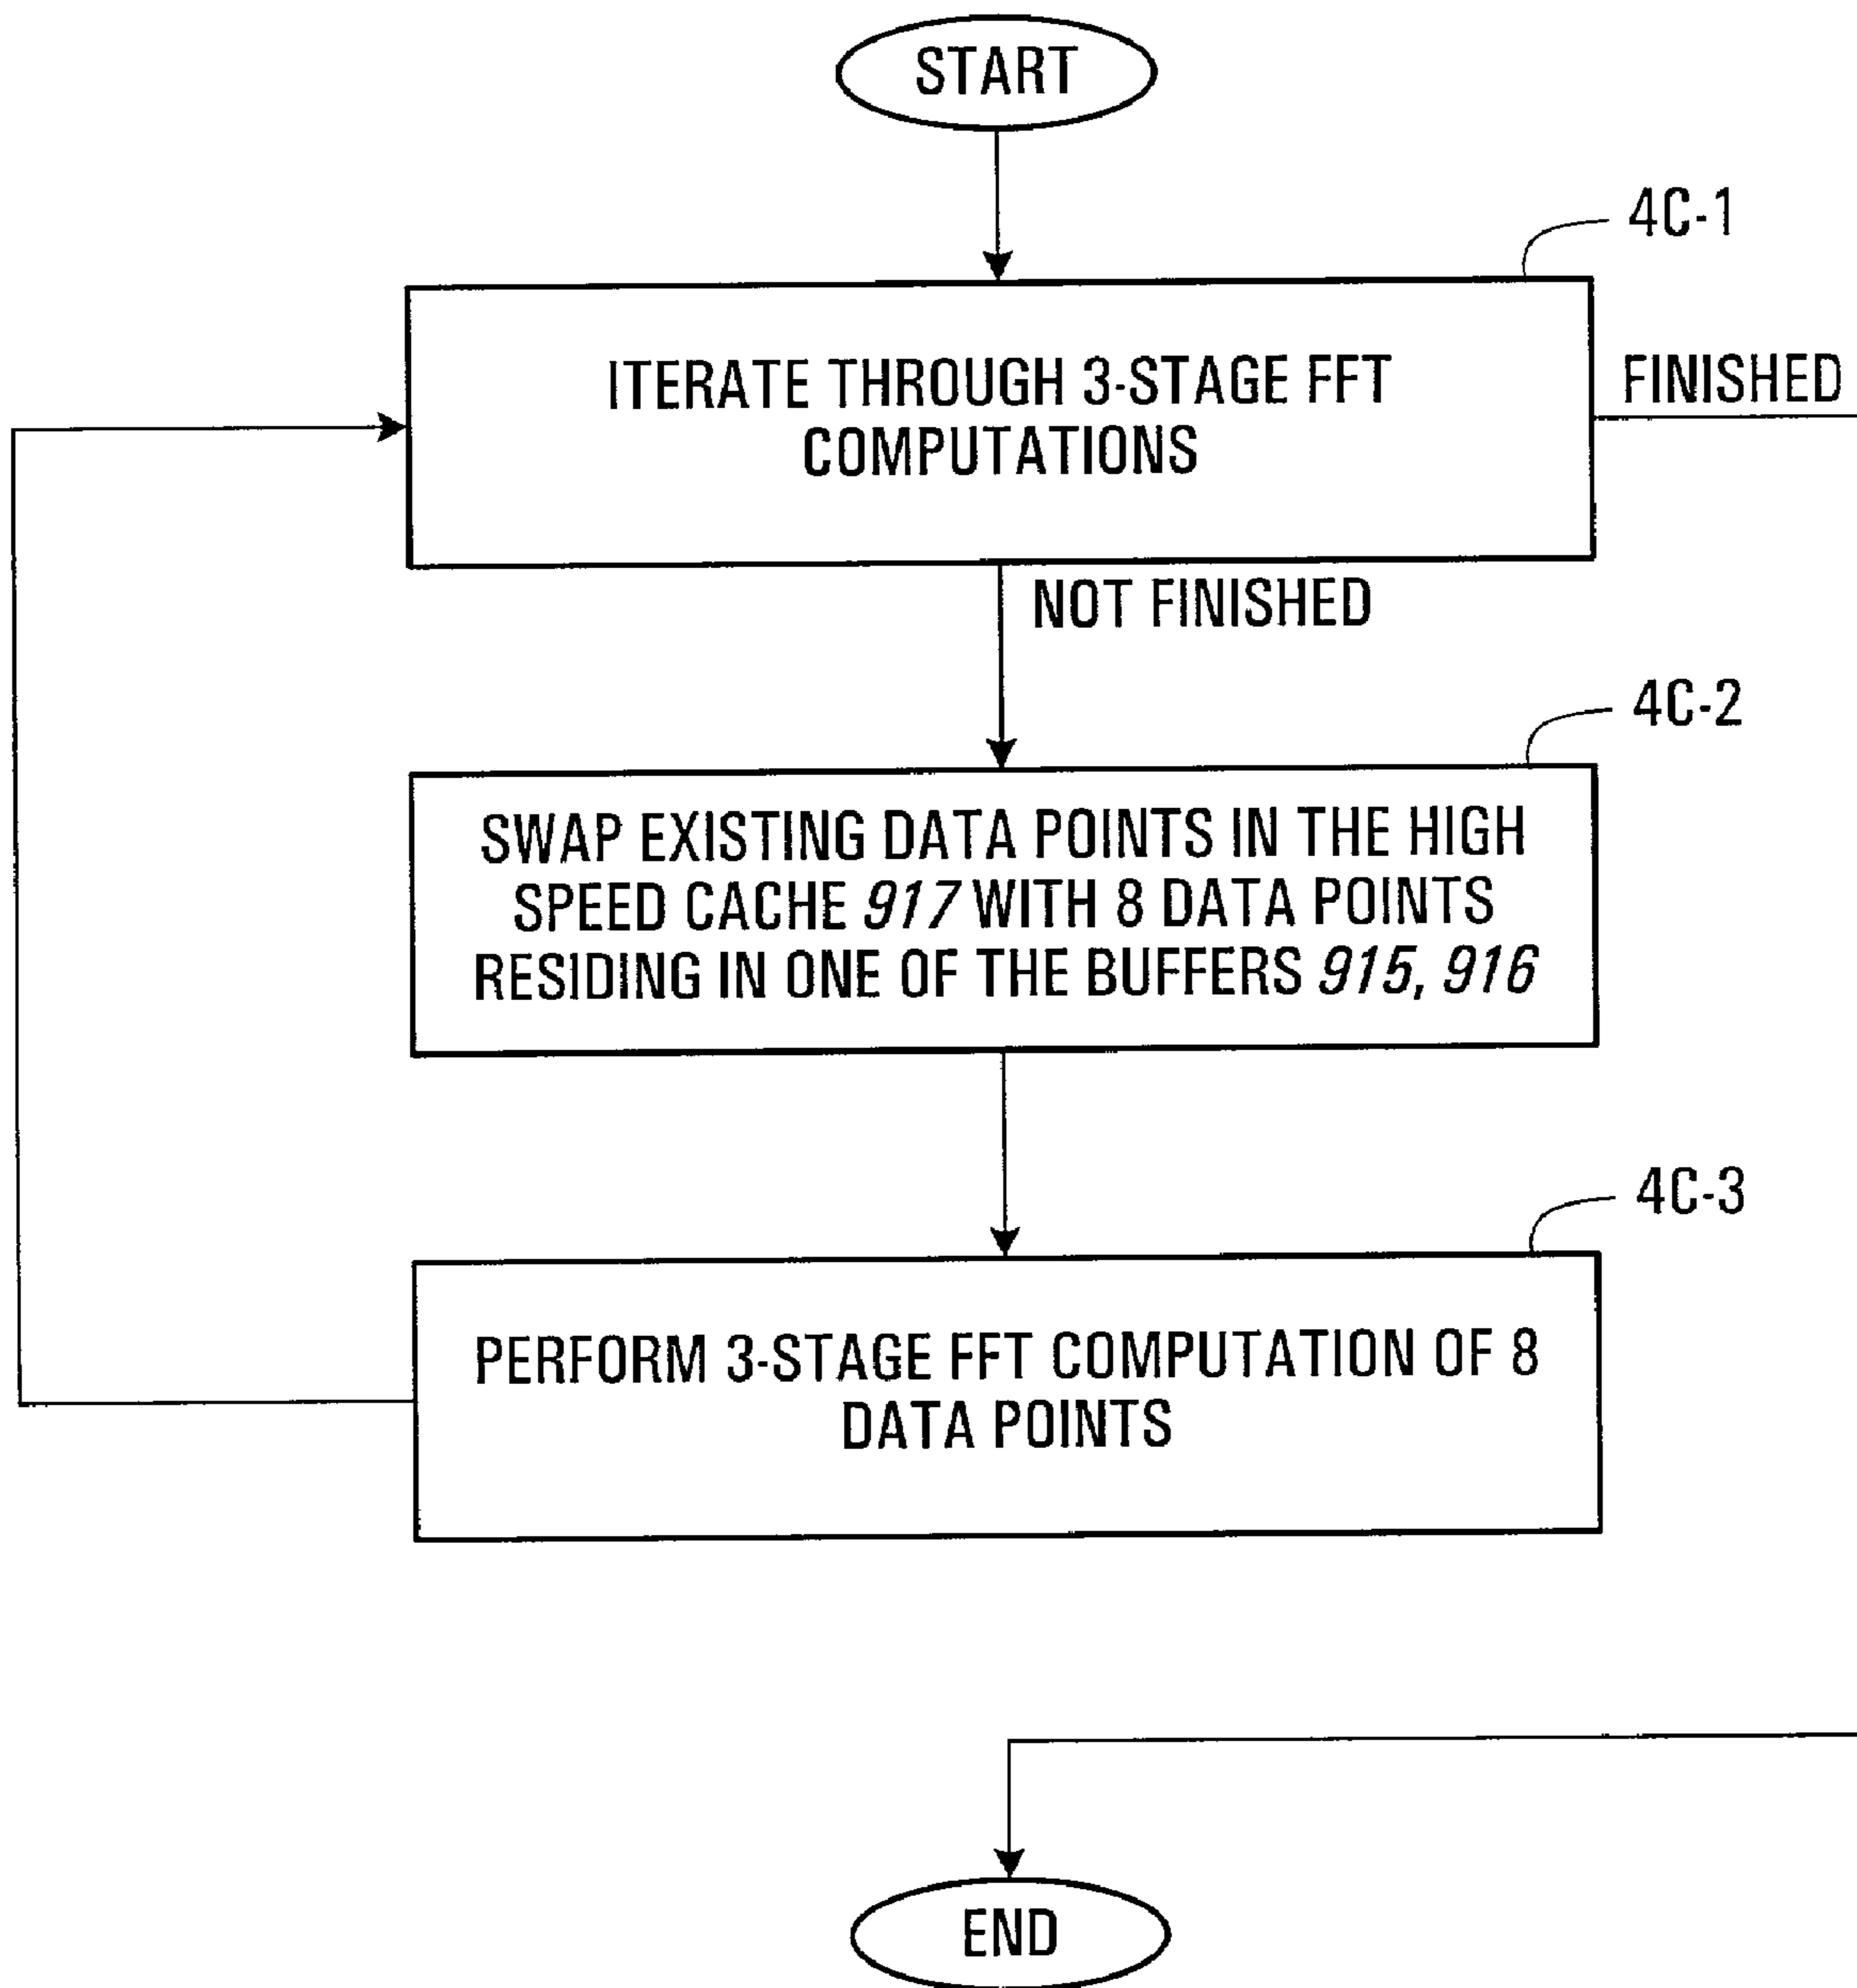 START
4C-1
ITERATE THROUGH 3-STAGE FFT
COMPUTATIONS
FINISHED
NOT FINISHED
4C-2
SWAP EXISTING DATA POINTS IN THE HIGH
SPEED CACHE 917 WITH 8 DATA POINTS
RESIDING IN ONE OF THE BUFFERS 915, 916
4C-3
PERFORM 3-STAGE FFT COMPUTATION OF 8
DATA POINTS
END